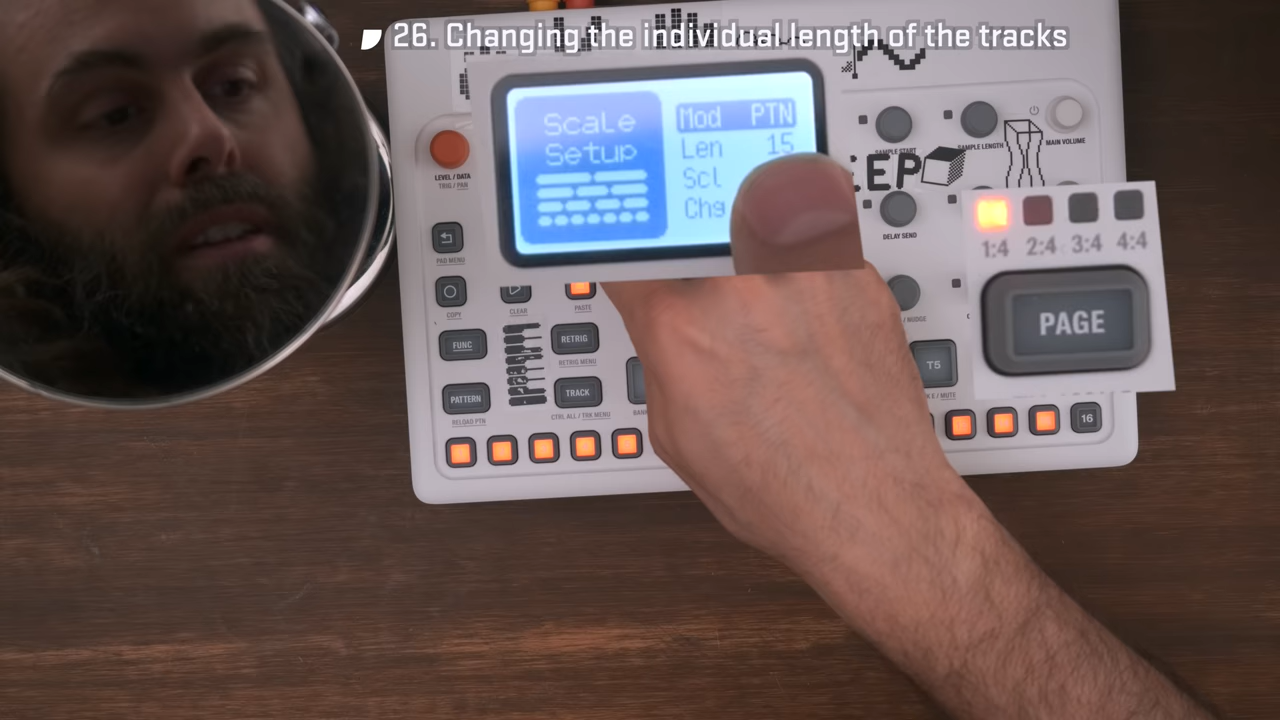 26. Changing the individual length of the tracks
Scale
Setup
Mod PTN
Len 15
Scl
Chg
LEVEL / DATA
TRIG / PAN
SAMPLE START
SAMPLE LENGTH
MAIN VOLUME
DELAY SEND
1:4 2:4 3:4 4:4
PAGE
PAD MENU
COPY
CLEAR
PASTE
FUNC
RETRIG
RETRIG MENU
PATTERN
TRACK
RELOAD PTN
CTRL ALL / TRK MENU
T5
16